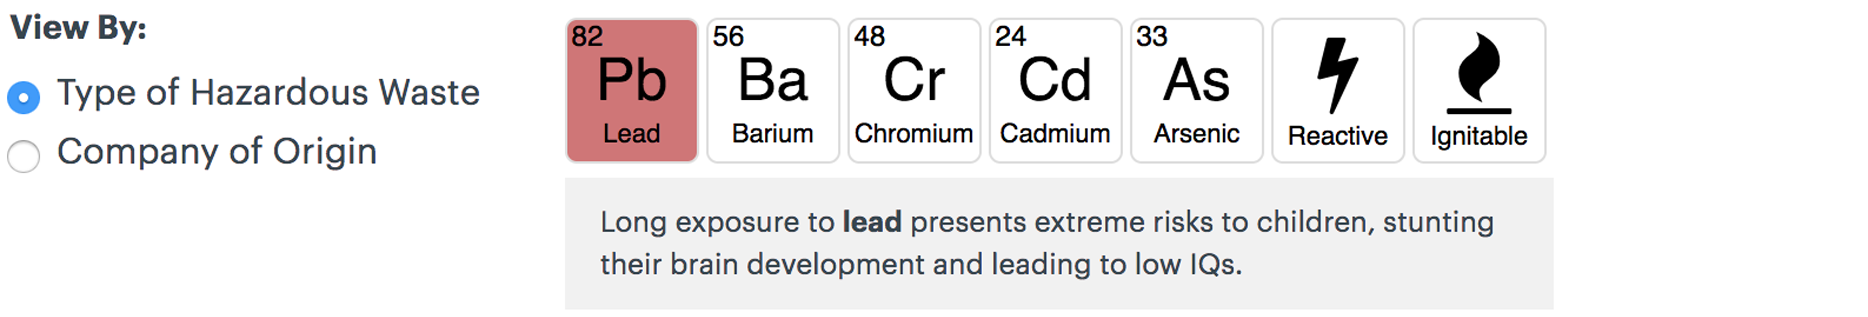 View By:
Type of Hazardous Waste
Company of Origin
82
Pb
Lead
56
Ba
Barium
48
Cr
Chromium
24
Cd
Cadmium
33
As
Arsenic
Reactive
Ignitable
Long exposure to lead presents extreme risks to children, stunting
their brain development and leading to low IQs.